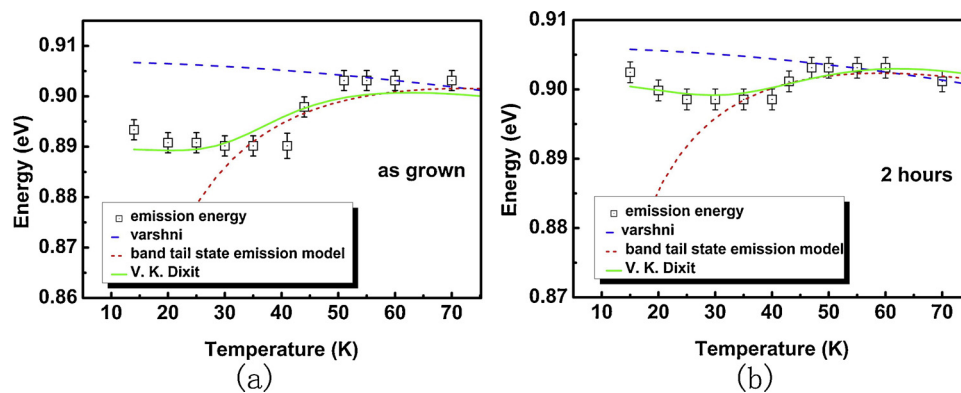 0.91
0.90
0.89
0.88
0.87
0.86
Energy (eV)
as grown
emission energy
varshni
band tail state emission model
V. K. Dixit
10 20 30 40 50 60 70
Temperature (K)
(a)
0.91
0.90
0.89
0.88
0.87
Energy (eV)
2 hours
emission energy
varshni
band tail state emission model
V. K. Dixit
10 20 30 40 50 60 70
Temperature (K)
(b)